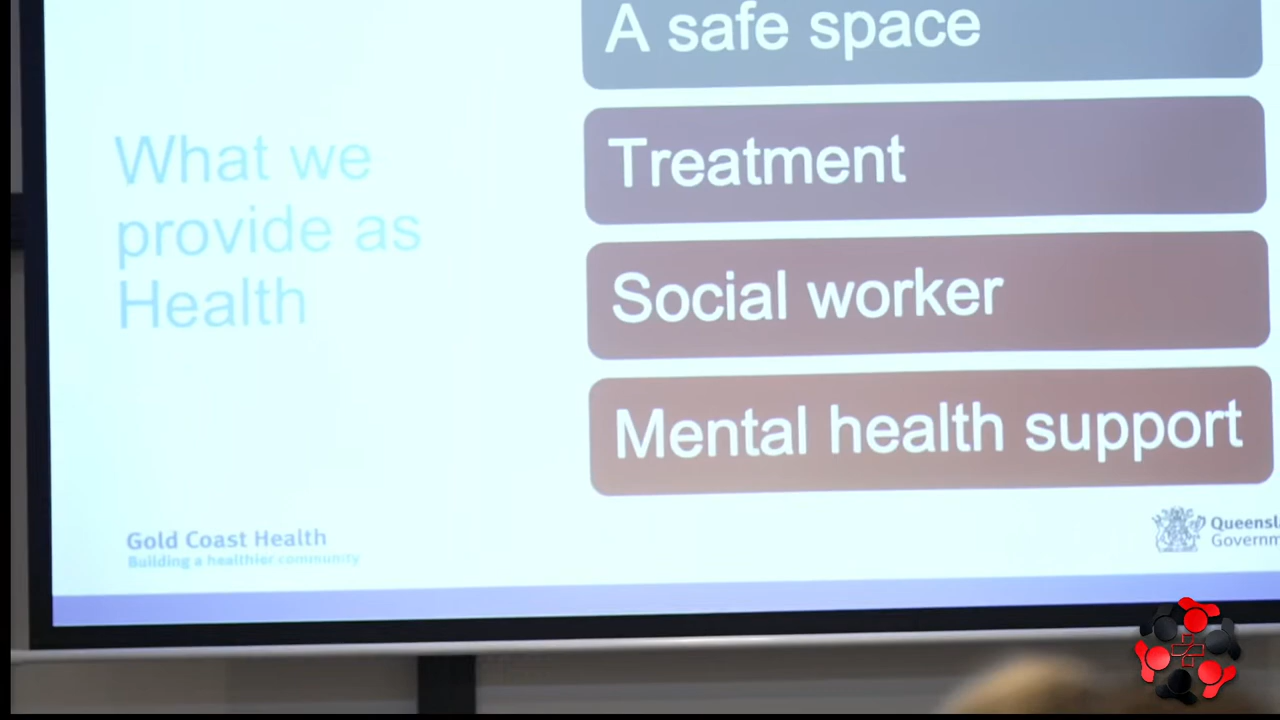 What we
provide as
Health
A safe space
Treatment
Social worker
Mental health support
Gold Coast Health
Building a healthier community
Queensl
Governm